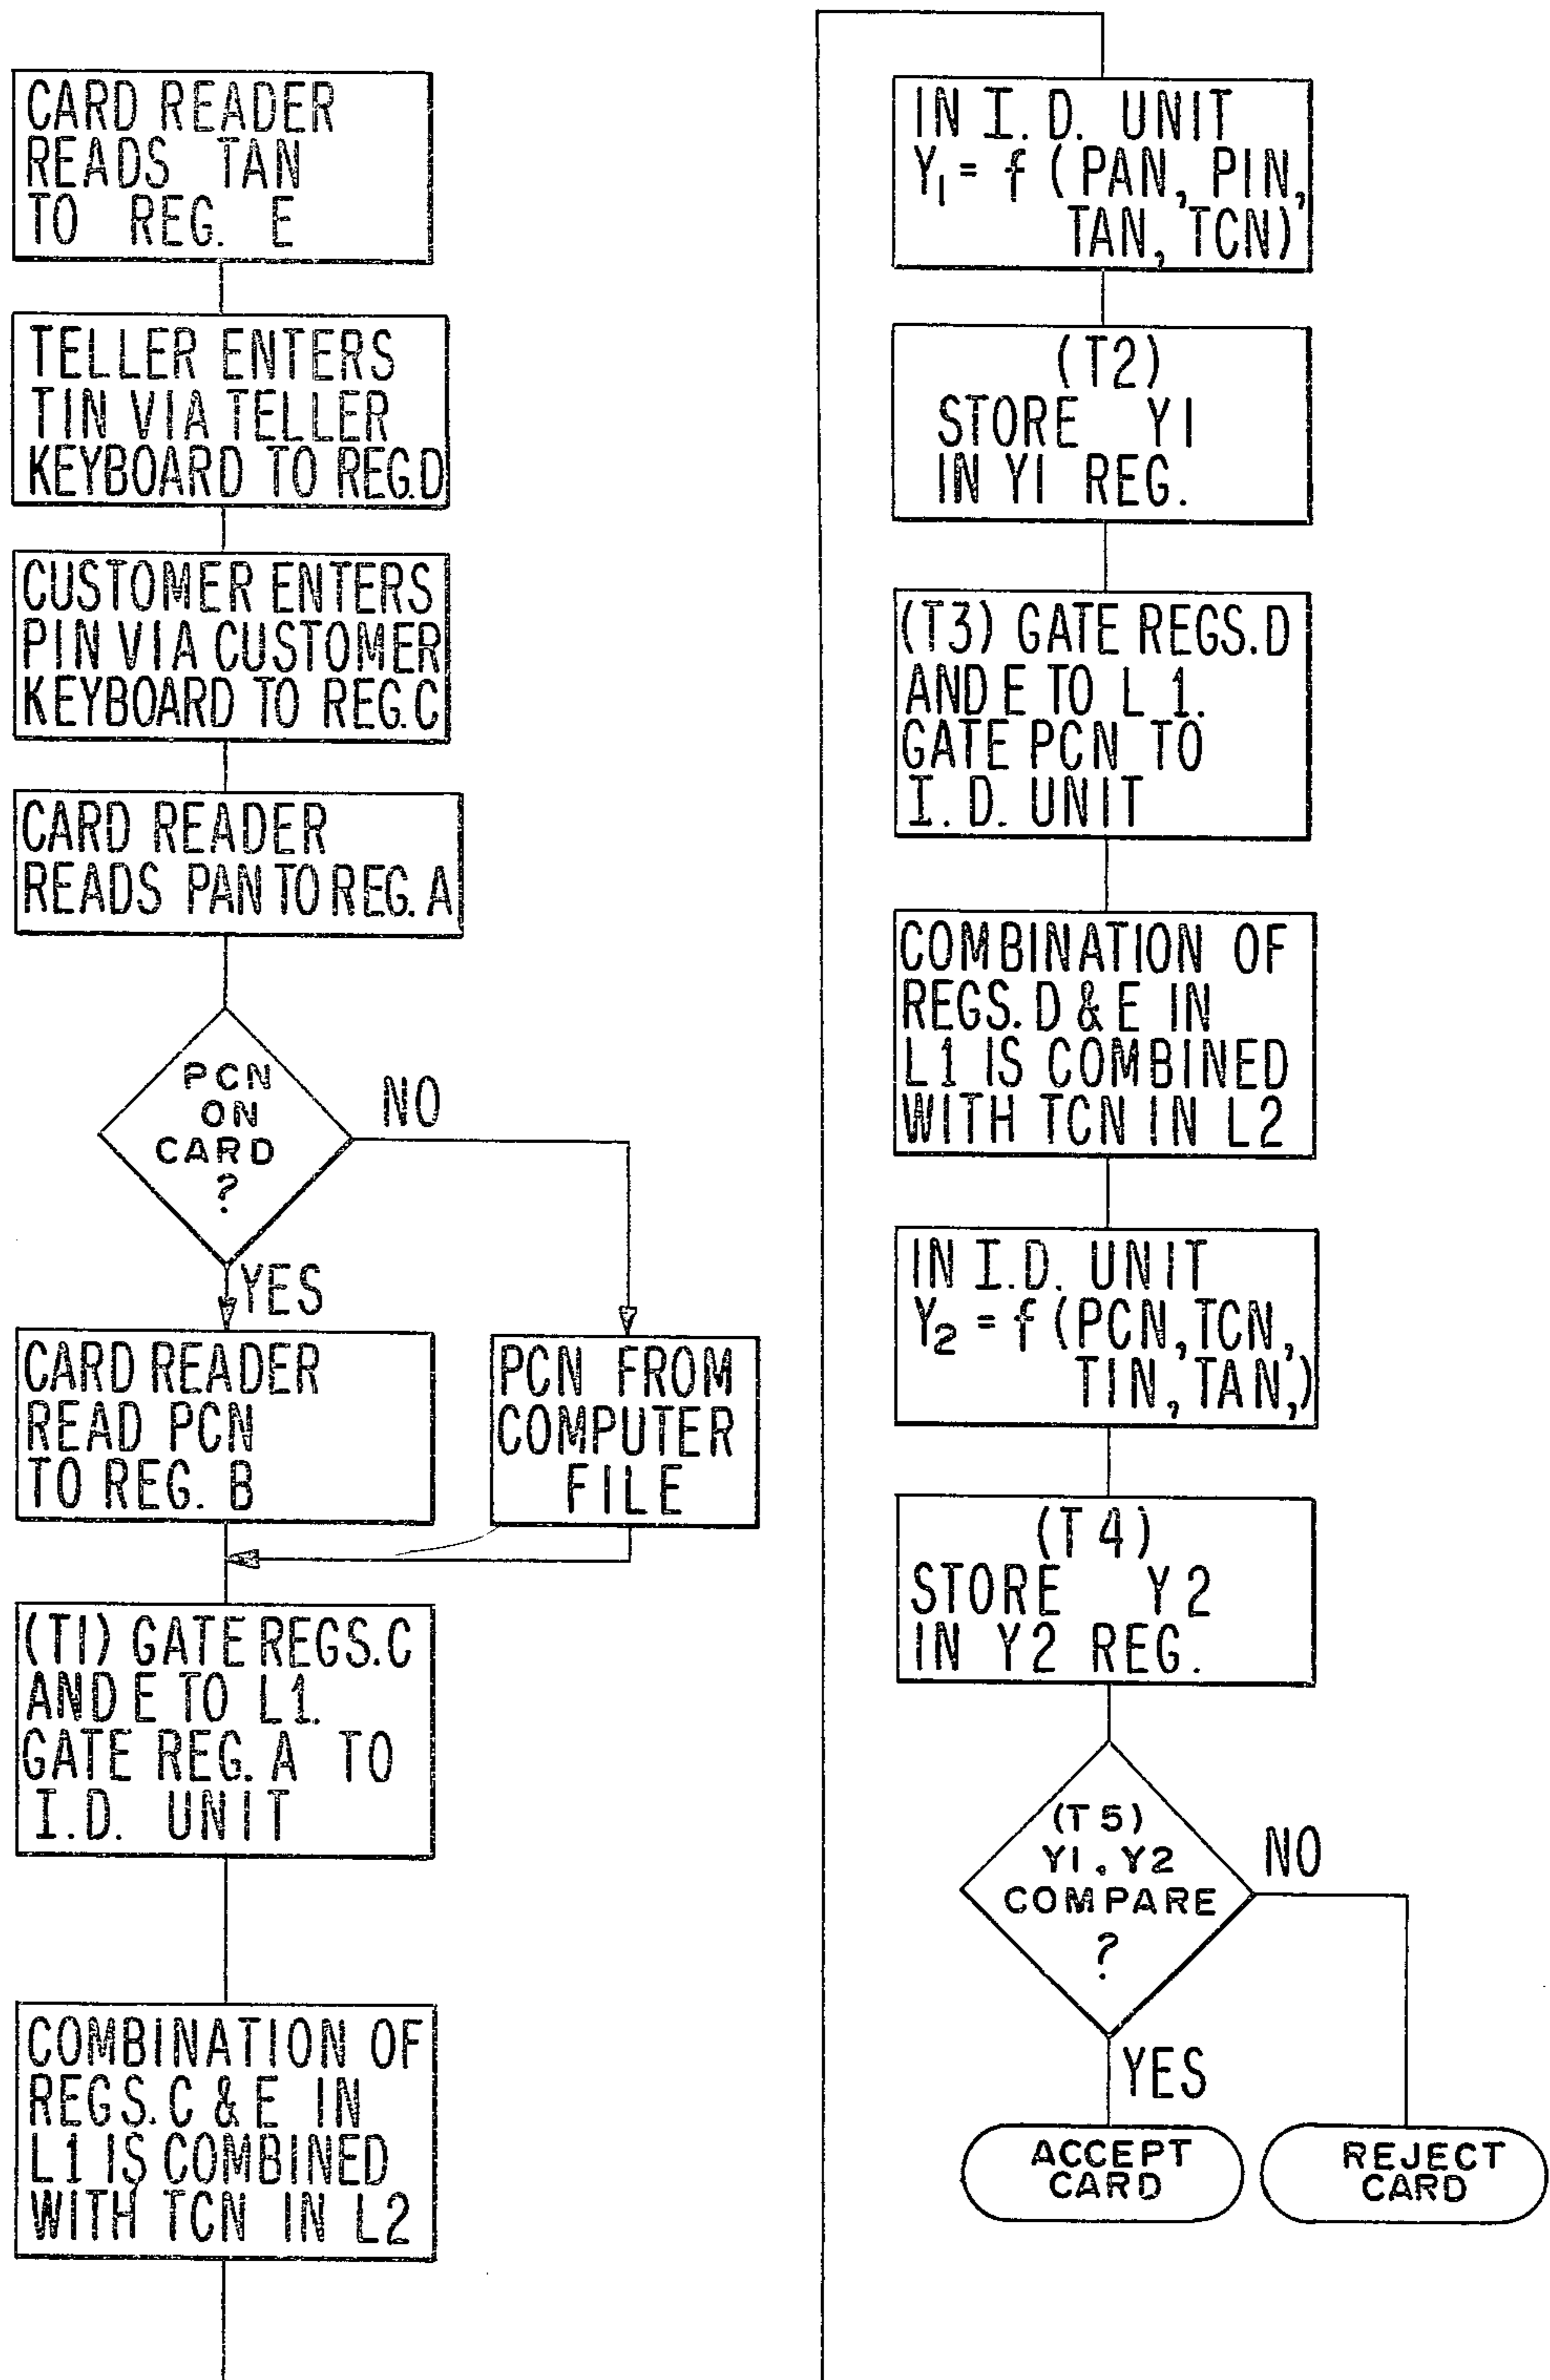 CARD READER
READS TAN
TO REG. E
TELLER ENTERS
TIN VIA TELLER
KEYBOARD TO REG.D
CUSTOMER ENTERS
PIN VIA CUSTOMER
KEYBOARD TO REG.C
CARD READER
READS PAN TO REG. A
PCN
ON
CARD
?
NO
YES
CARD READER
READ PCN
TO REG. B
PCN FROM
COMPUTER
FILE
(T1) GATE REGS.C
AND E TO L1.
GATE REG. A TO
I.D. UNIT
COMBINATION OF
REGS.C & E IN
L1 IS COMBINED
WITH TCN IN L2
IN I.D. UNIT
Y₁ = f (PAN, PIN,
TAN, TCN)
(T2)
STORE Y1
IN Y1 REG.
(T3) GATE REGS.D
AND E TO L 1.
GATE PCN TO
I.D. UNIT
COMBINATION OF
REGS. D & E IN
L1 IS COMBINED
WITH TCN IN L2
IN I.D. UNIT
Y₂ = f (PCN, TCN,
TIN, TAN,)
(T 4)
STORE Y 2
IN Y2 REG.
(T 5)
Y1, Y2
COMPARE
?
NO
YES
ACCEPT
CARD
REJECT
CARD